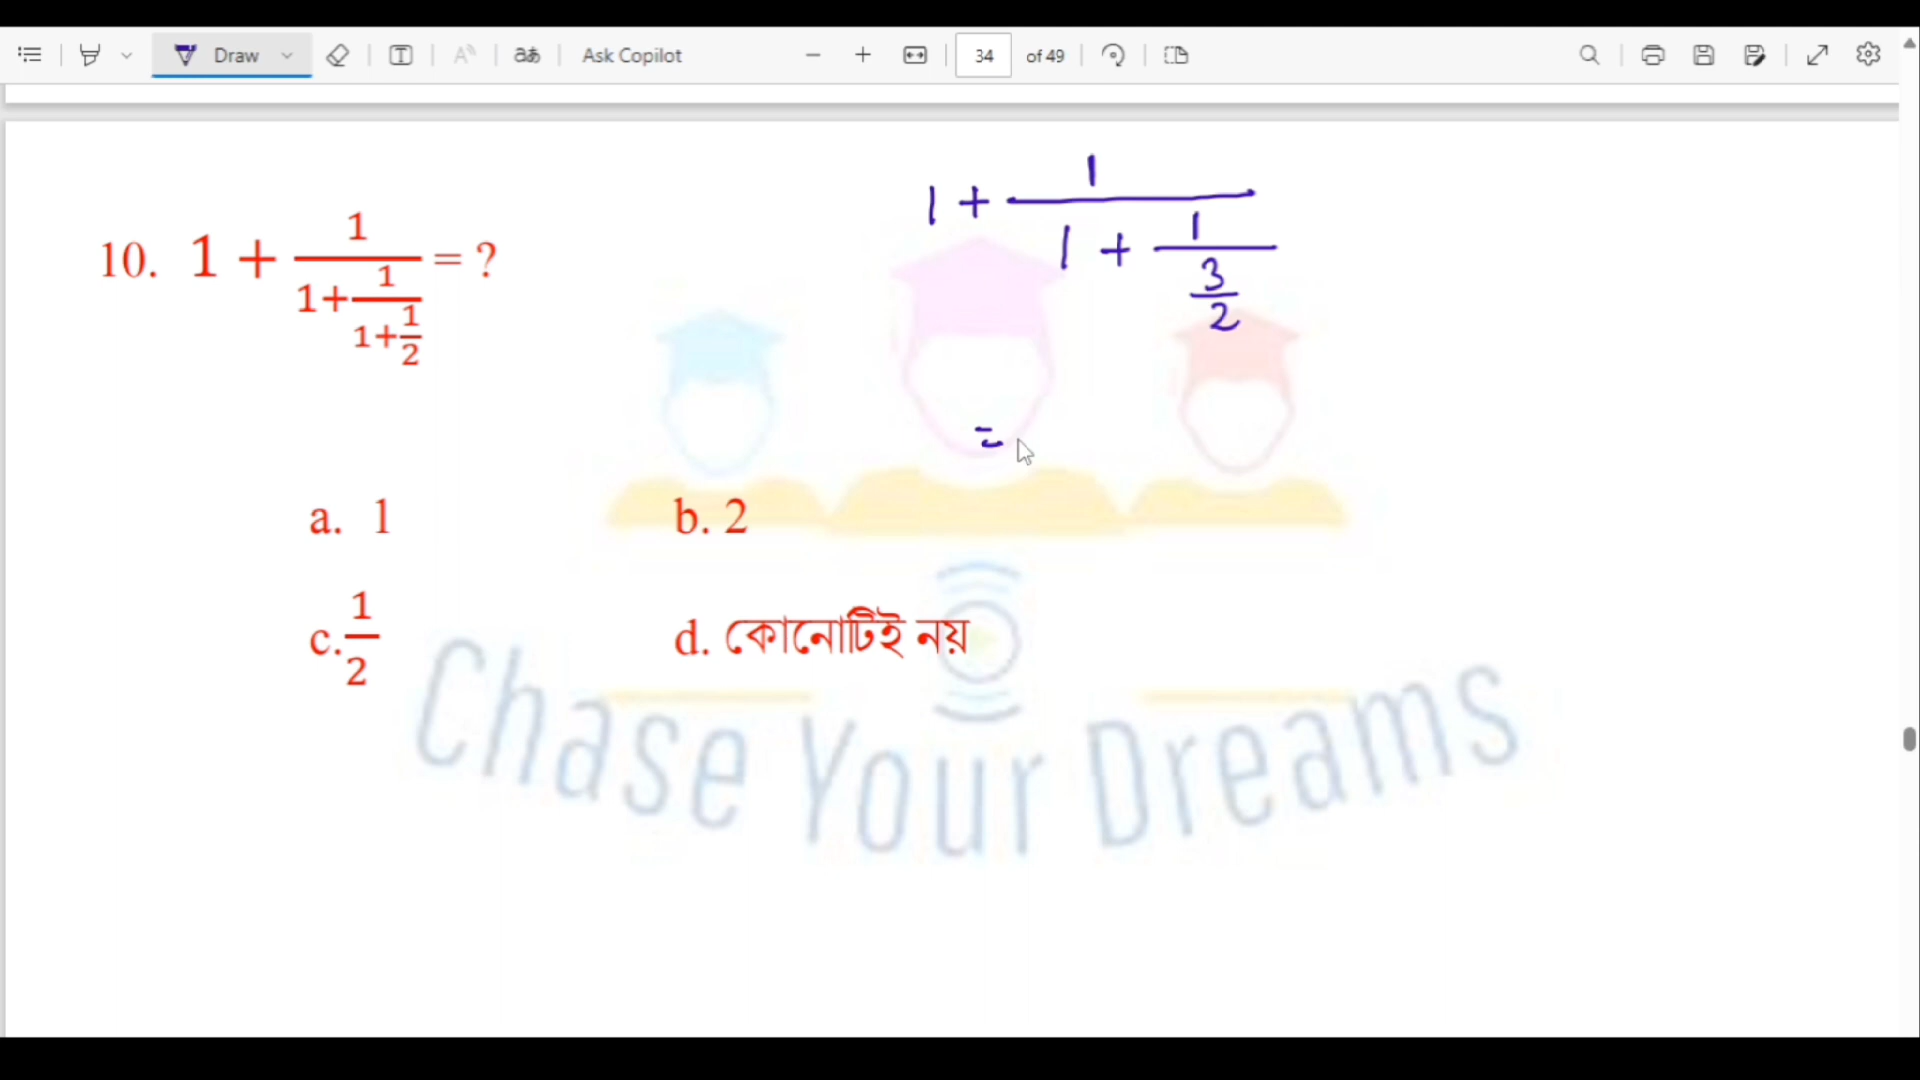 Draw Ask Copilot 34 of 49
10. 1 + 1/(1+1/(1+1/2)) = ?
1 + 1/(1 + 1/(3/2))
=
a. 1 b. 2
c. 1/2 d. কোনোটিই নয়
Chase Your Dreams